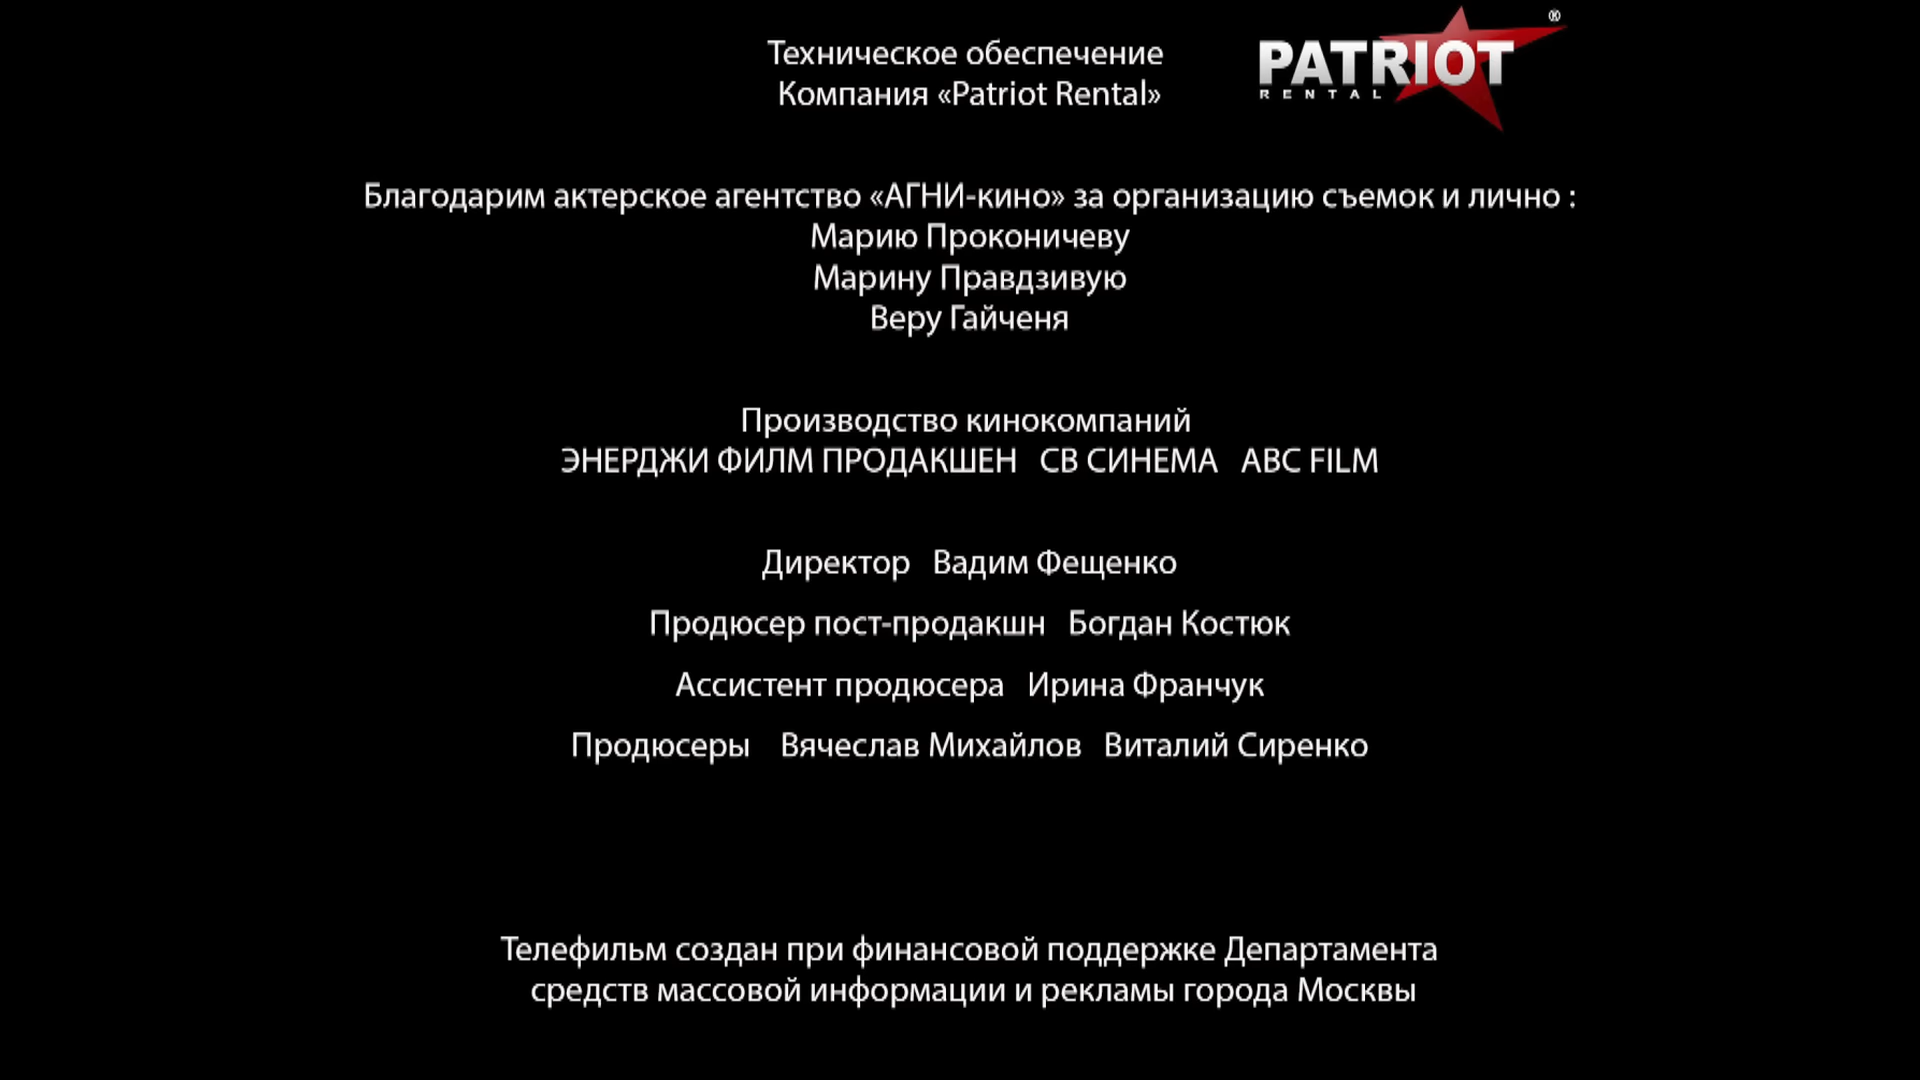 Техническое обеспечение
Компания «Patriot Rental»
PATRIOT ®
RENTAL
Благодарим актерское агентство «АГНИ-кино» за организацию съемок и лично :
Марию Проконичеву
Марину Правдзивую
Веру Гайченя
Производство кинокомпаний
ЭНЕРДЖИ ФИЛМ ПРОДАКШЕН СВ СИНЕМА ABC FILM
Директор Вадим Фещенко
Продюсер пост-продакшн Богдан Костюк
Ассистент продюсера Ирина Франчук
Продюсеры Вячеслав Михайлов Виталий Сиренко
Телефильм создан при финансовой поддержке Департамента
средств массовой информации и рекламы города Москвы